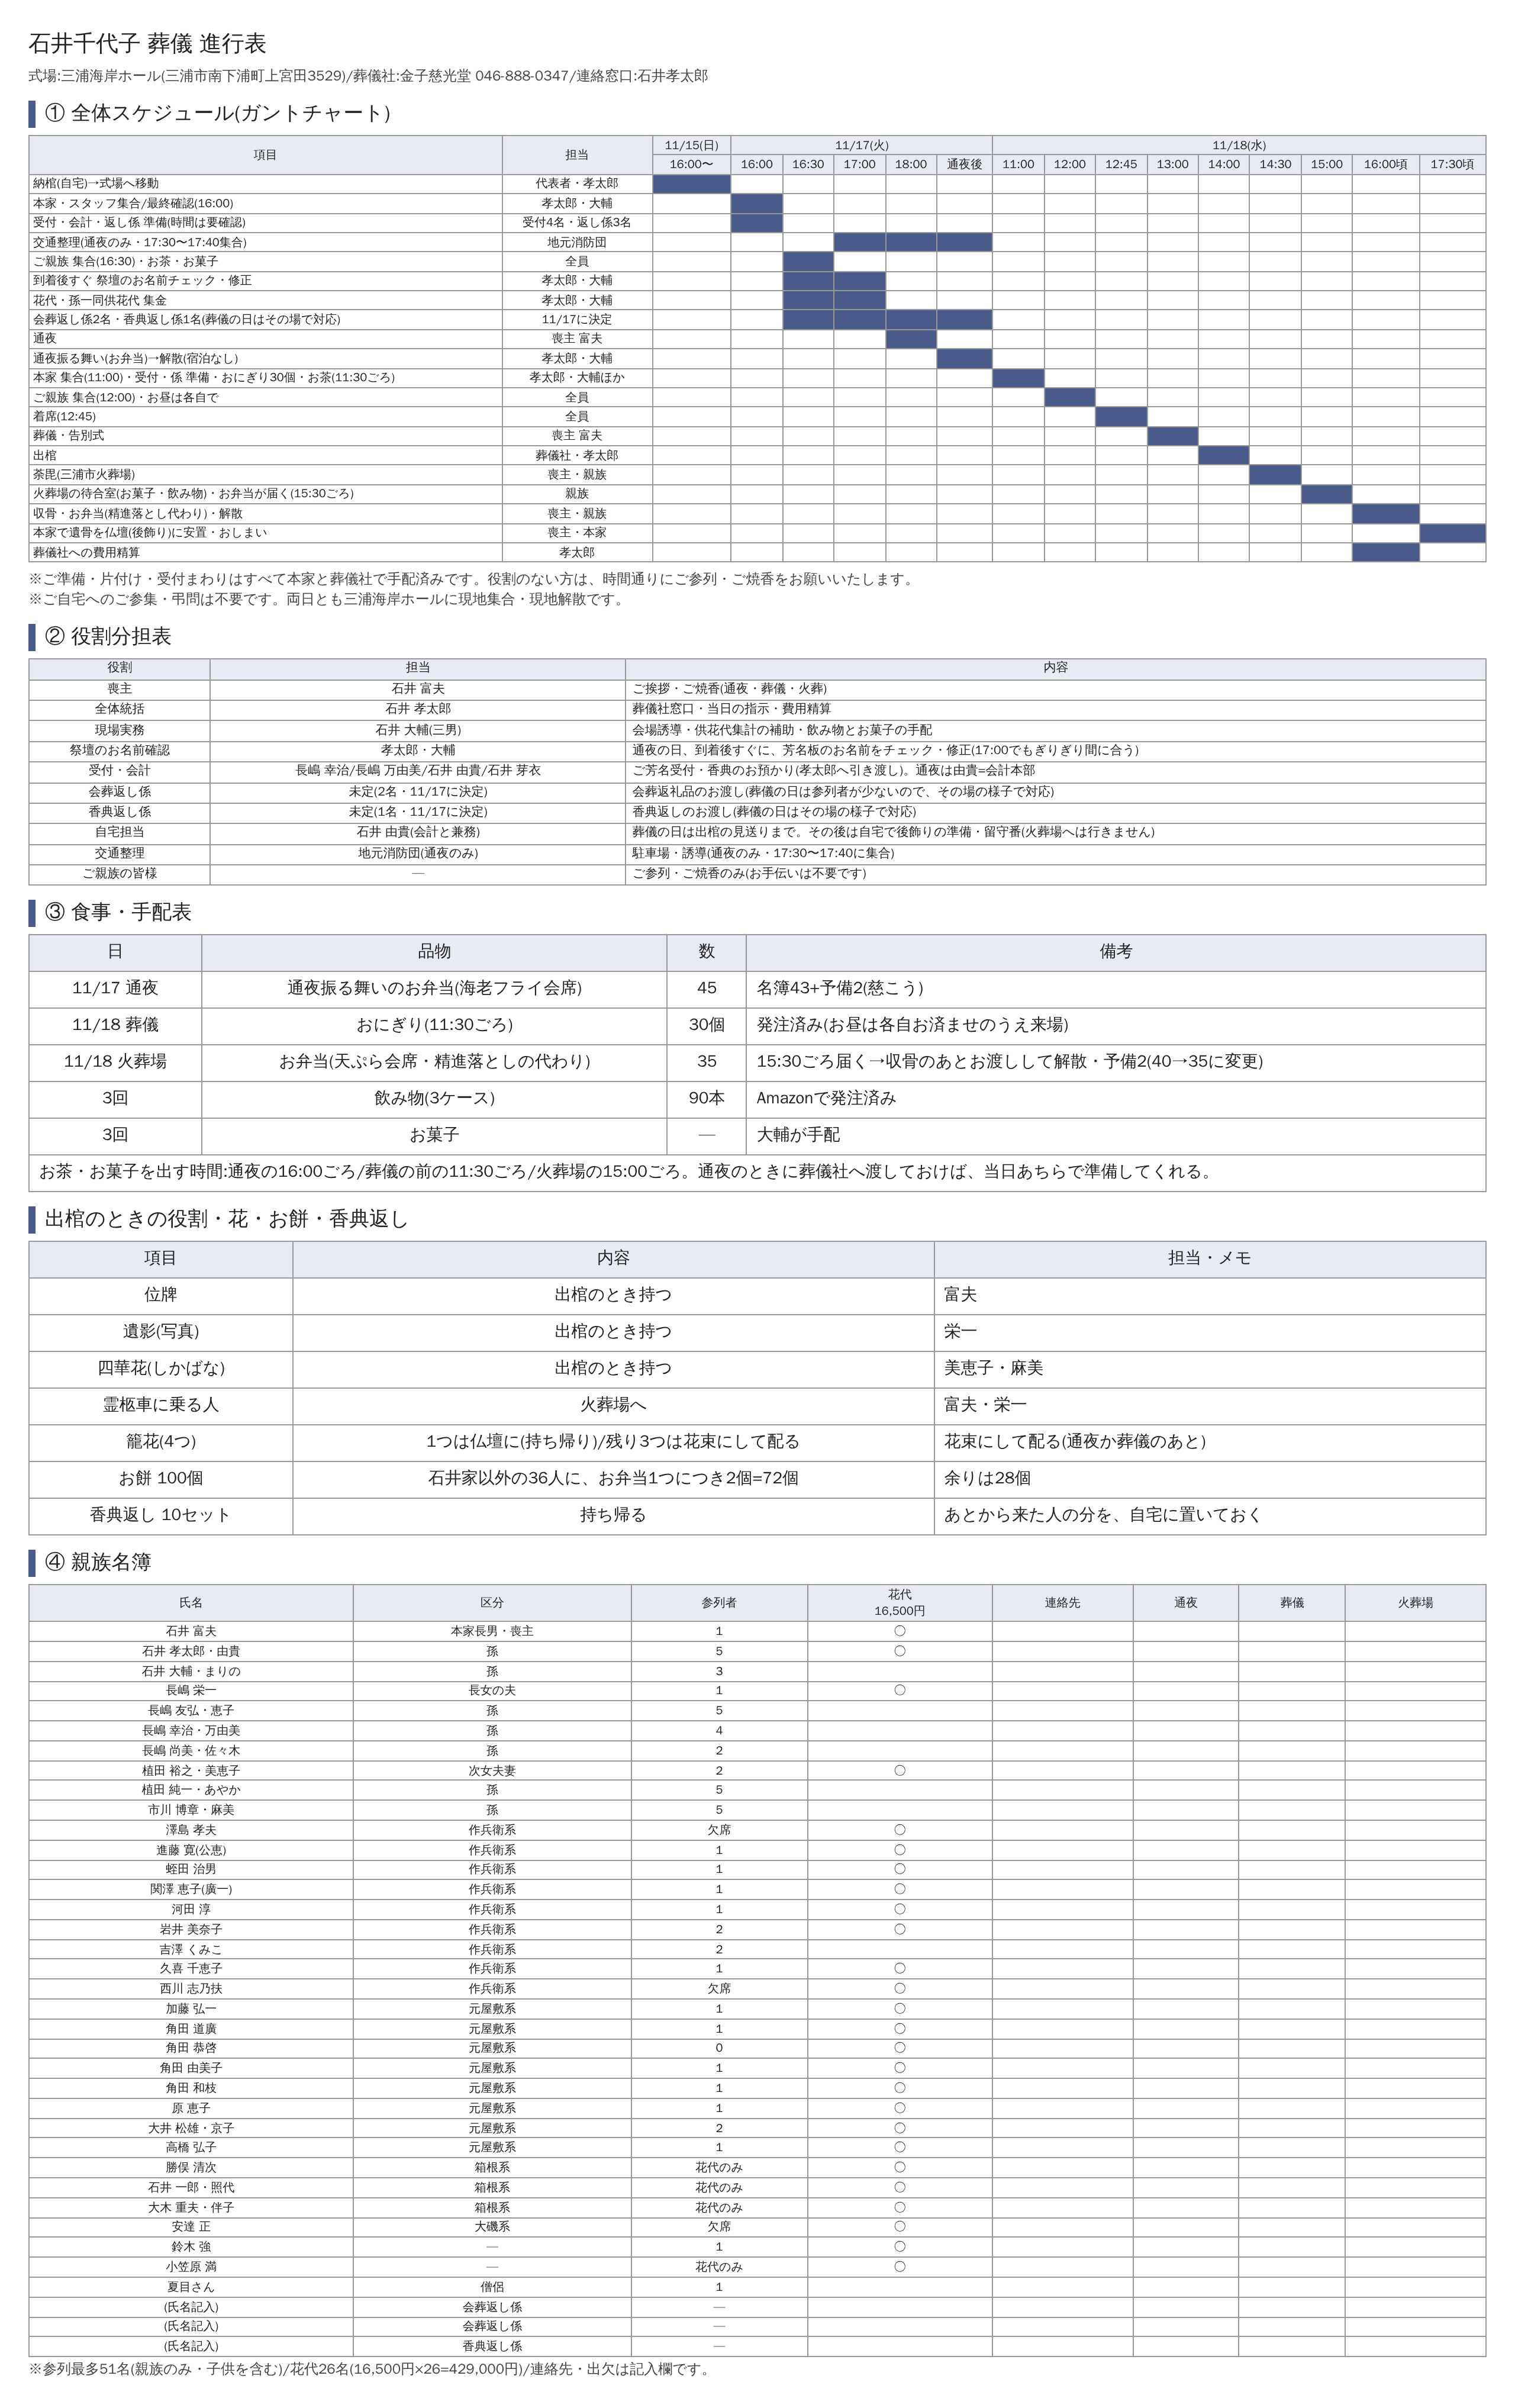 石井千代子 葬儀 進行表
式場:三浦海岸ホール(三浦市南下浦町上宮田3529)/葬儀社:金子慈光堂 046-888-0347/連絡窓口:石井孝太郎
① 全体スケジュール(ガントチャート)
項目 担当 11/15(日) 11/17(火) 11/18(水)
16:00〜 16:00 16:30 17:00 18:00 通夜後 11:00 12:00 12:45 13:00 14:00 14:30 15:00 16:00頃 17:30頃
納棺(自宅)→式場へ移動 代表者・孝太郎
本家・スタッフ集合/最終確認(16:00) 孝太郎・大輔
受付・会計・返し係 準備(時間は要確認) 受付4名・返し係3名
交通整理(通夜のみ・17:30〜17:40集合) 地元消防団
ご親族 集合(16:30)・お茶・お菓子 全員
到着後すぐ 祭壇のお名前チェック・修正 孝太郎・大輔
花代・孫一同供花代 集金 孝太郎・大輔
会葬返し係2名・香典返し係1名(葬儀の日はその場で対応) 11/17に決定
通夜 喪主 富夫
通夜振る舞い(お弁当)→解散(宿泊なし) 孝太郎・大輔
本家 集合(11:00)・受付・係 準備・おにぎり30個・お茶(11:30ごろ) 孝太郎・大輔ほか
ご親族 集合(12:00)・お昼は各自で 全員
着席(12:45) 全員
葬儀・告別式 喪主 富夫
出棺 葬儀社・孝太郎
荼毘(三浦市火葬場) 喪主・親族
火葬場の待合室(お菓子・飲み物)・お弁当が届く(15:30ごろ) 親族
収骨・お弁当(精進落とし代わり)・解散 喪主・親族
本家で遺骨を仏壇(後飾り)に安置・おしまい 喪主・本家
葬儀社への費用精算 孝太郎
※ご準備・片付け・受付まわりはすべて本家と葬儀社で手配済みです。役割のない方は、時間通りにご参列・ご焼香をお願いいたします。
※ご自宅へのご参集・弔問は不要です。両日とも三浦海岸ホールに現地集合・現地解散です。
② 役割分担表
役割 担当 内容
喪主 石井 富夫 ご挨拶・ご焼香(通夜・葬儀・火葬)
全体統括 石井 孝太郎 葬儀社窓口・当日の指示・費用精算
現場実務 石井 大輔(三男) 会場誘導・供花代集計の補助・飲み物とお菓子の手配
祭壇のお名前確認 孝太郎・大輔 通夜の日、到着後すぐに、芳名板のお名前をチェック・修正(17:00でもぎりぎり間に合う)
受付・会計 長嶋 幸治/長嶋 万由美/石井 由貴/石井 芽衣 ご芳名受付・香典のお預かり(孝太郎へ引き渡し)。通夜は由貴=会計本部
会葬返し係 未定(2名・11/17に決定) 会葬返礼品のお渡し(葬儀の日は参列者が少ないので、その場の様子で対応)
香典返し係 未定(1名・11/17に決定) 香典返しのお渡し(葬儀の日はその場の様子で対応)
自宅担当 石井 由貴(会計と兼務) 葬儀の日は出棺の見送りまで。その後は自宅で後飾りの準備・留守番(火葬場へは行きません)
交通整理 地元消防団(通夜のみ) 駐車場・誘導(通夜のみ・17:30〜17:40に集合)
ご親族の皆様 — ご参列・ご焼香のみ(お手伝いは不要です)
③ 食事・手配表
日 品物 数 備考
11/17 通夜 通夜振る舞いのお弁当(海老フライ会席) 45 名簿43+予備2(慈こう)
11/18 葬儀 おにぎり(11:30ごろ) 30個 発注済み(お昼は各自お済ませのうえ来場)
11/18 火葬場 お弁当(天ぷら会席・精進落としの代わり) 35 15:30ごろ届く→収骨のあとお渡しして解散・予備2(40→35に変更)
3回 飲み物(3ケース) 90本 Amazonで発注済み
3回 お菓子 — 大輔が手配
お茶・お菓子を出す時間:通夜の16:00ごろ/葬儀の前の11:30ごろ/火葬場の15:00ごろ。通夜のときに葬儀社へ渡しておけば、当日あちらで準備してくれる。
出棺のときの役割・花・お餅・香典返し
項目 内容 担当・メモ
位牌 出棺のとき持つ 富夫
遺影(写真) 出棺のとき持つ 栄一
四華花(しかばな) 出棺のとき持つ 美恵子・麻美
霊柩車に乗る人 火葬場へ 富夫・栄一
籠花(4つ) 1つは仏壇に(持ち帰り)/残り3つは花束にして配る 花束にして配る(通夜か葬儀のあと)
お餅 100個 石井家以外の36人に、お弁当1つにつき2個=72個 余りは28個
香典返し 10セット 持ち帰る あとから来た人の分を、自宅に置いておく
④ 親族名簿
氏名 区分 参列者 花代 16,500円 連絡先 通夜 葬儀 火葬場
石井 富夫 本家長男・喪主 1 〇
石井 孝太郎・由貴 孫 5 〇
石井 大輔・まりの 孫 3
長嶋 栄一 長女の夫 1 〇
長嶋 友弘・恵子 孫 5
長嶋 幸治・万由美 孫 4
長嶋 尚美・佐々木 孫 2
植田 裕之・美恵子 次女夫妻 2 〇
植田 純一・あやか 孫 5
市川 博章・麻美 孫 5
澤島 孝夫 作兵衛系 欠席 〇
進藤 寛(公恵) 作兵衛系 1 〇
蛭田 治男 作兵衛系 1 〇
関澤 恵子(廣一) 作兵衛系 1 〇
河田 淳 作兵衛系 1 〇
岩井 美奈子 作兵衛系 2 〇
吉澤 くみこ 作兵衛系 2
久喜 千恵子 作兵衛系 1 〇
西川 志乃扶 作兵衛系 欠席 〇
加藤 弘一 元屋敷系 1 〇
角田 道廣 元屋敷系 1 〇
角田 恭啓 元屋敷系 0 〇
角田 由美子 元屋敷系 1 〇
角田 和枝 元屋敷系 1 〇
原 恵子 元屋敷系 1 〇
大井 松雄・京子 元屋敷系 2 〇
高橋 弘子 元屋敷系 1 〇
勝俣 清次 箱根系 花代のみ 〇
石井 一郎・照代 箱根系 花代のみ 〇
大木 重夫・伴子 箱根系 花代のみ 〇
安達 正 大磯系 欠席 〇
鈴木 強 — 1 〇
小笠原 満 — 花代のみ 〇
夏目さん 僧侶 1
(氏名記入) 会葬返し係 —
(氏名記入) 会葬返し係 —
(氏名記入) 香典返し係 —
※参列最多51名(親族のみ・子供を含む)/花代26名(16,500円×26=429,000円)/連絡先・出欠は記入欄です。